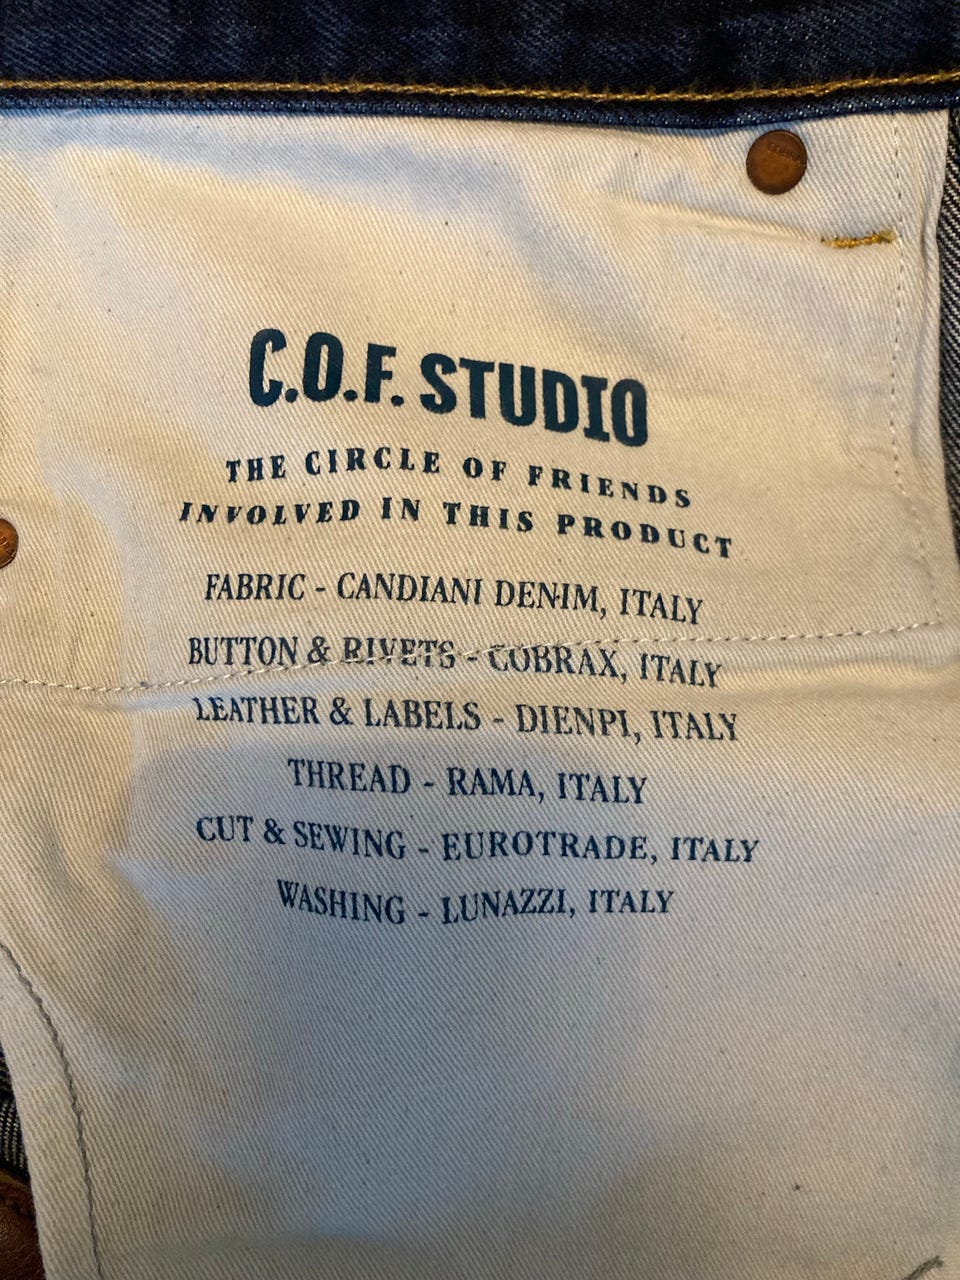 C.O.F. STUDIO
THE CIRCLE OF FRIENDS
INVOLVED IN THIS PRODUCT
FABRIC - CANDIANI DENIM, ITALY
BUTTON & RIVETS - COBRAX, ITALY
LEATHER & LABELS - DIENPI, ITALY
THREAD - RAMA, ITALY
CUT & SEWING - EUROTRADE, ITALY
WASHING - LUNAZZI, ITALY